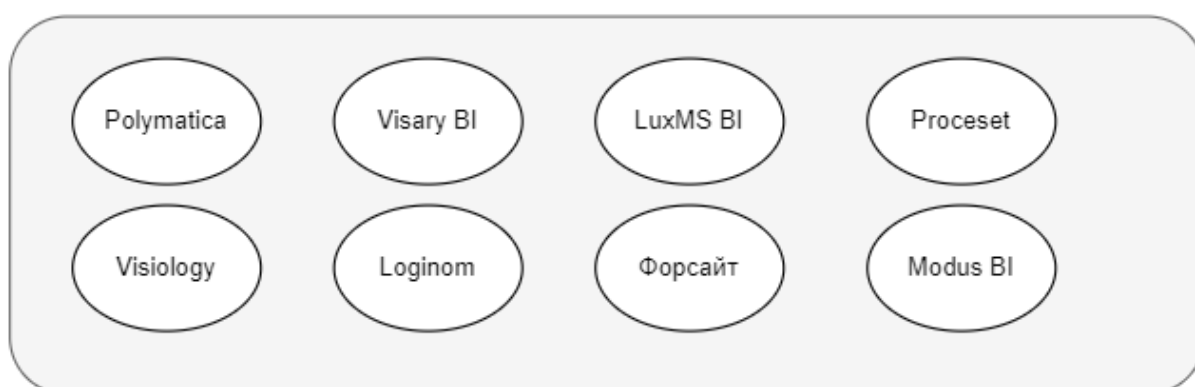 Polymatica
Visary BI
LuxMS BI
Proceset
Visiology
Loginom
Форсайт
Modus BI